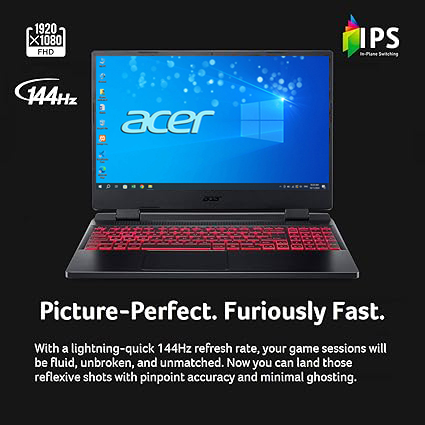 1920
×1080
FHD
IPS
In-Plane Switching
144Hz
acer
acer
Picture-Perfect. Furiously Fast.
With a lightning-quick 144Hz refresh rate, your game sessions will
be fluid, unbroken, and unmatched. Now you can land those
reflexive shots with pinpoint accuracy and minimal ghosting.